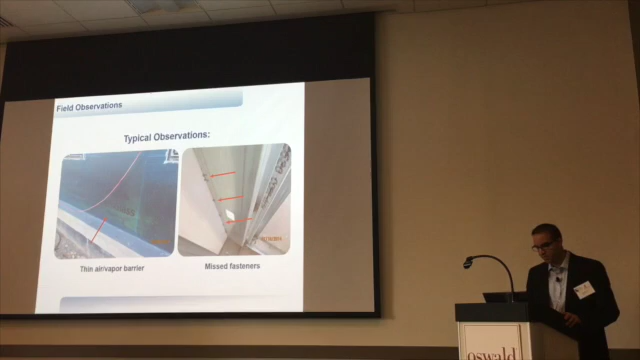 Field Observations
Typical Observations:
Thin air/vapor barrier
Missed fasteners
oswald